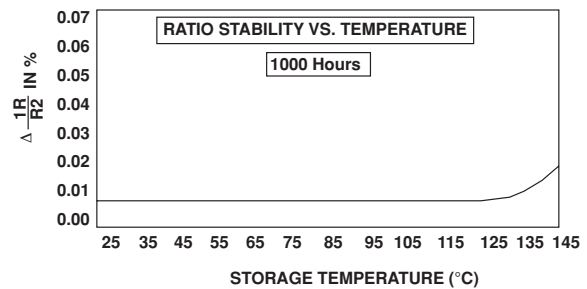 0.07
0.06
0.05
0.04
0.03
0.02
0.01
0.00
Δ 1R/R2 IN %
RATIO STABILITY VS. TEMPERATURE
1000 Hours
25 35 45 55 65 75 85 95 105 115 125 135 145
STORAGE TEMPERATURE (°C)